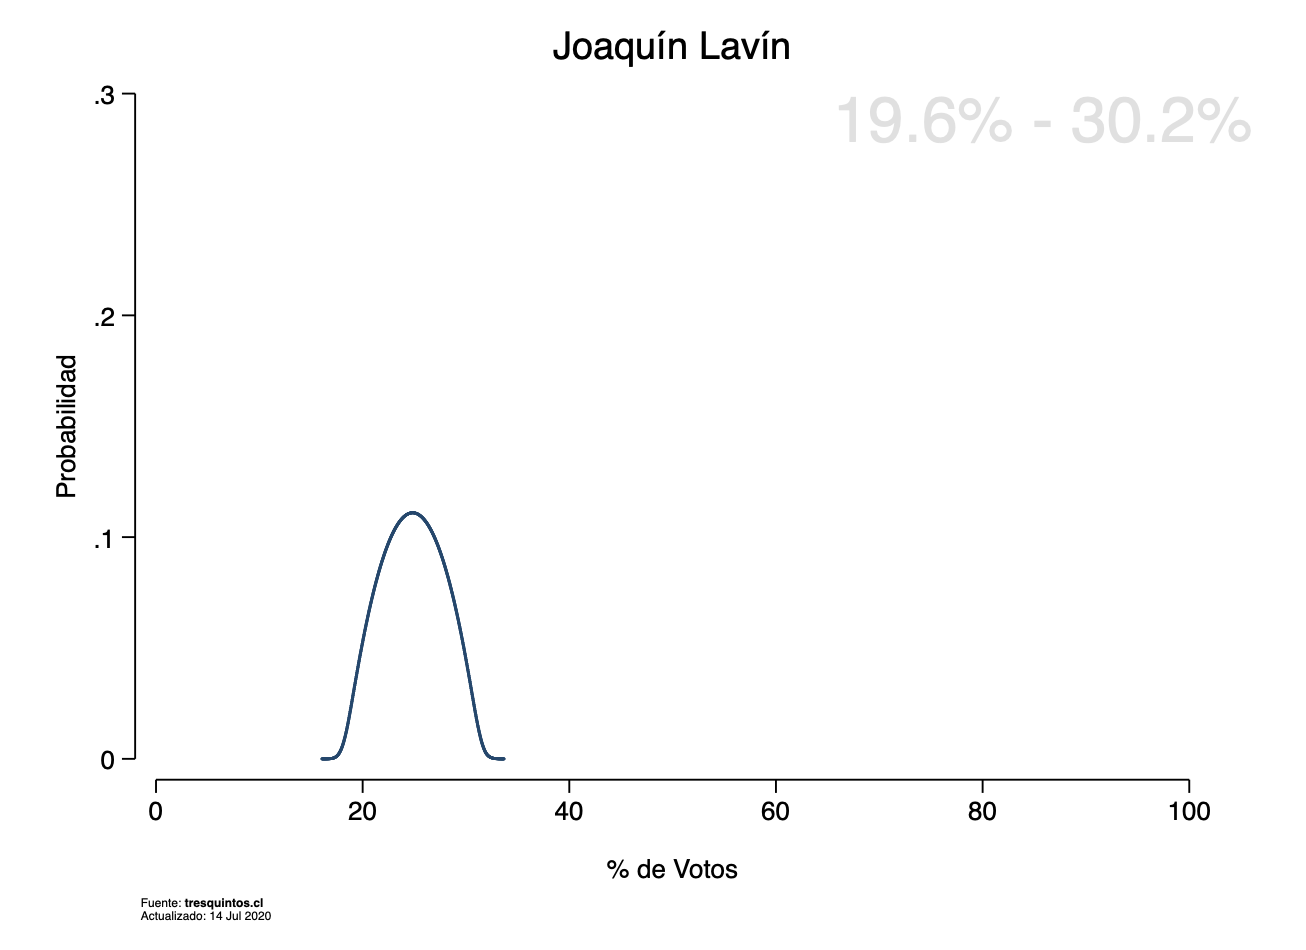 Joaquín Lavín
19.6% - 30.2%
.3
.2
.1
0
Probabilidad
0 20 40 60 80 100
% de Votos
Fuente: tresquintos.cl
Actualizado: 14 Jul 2020